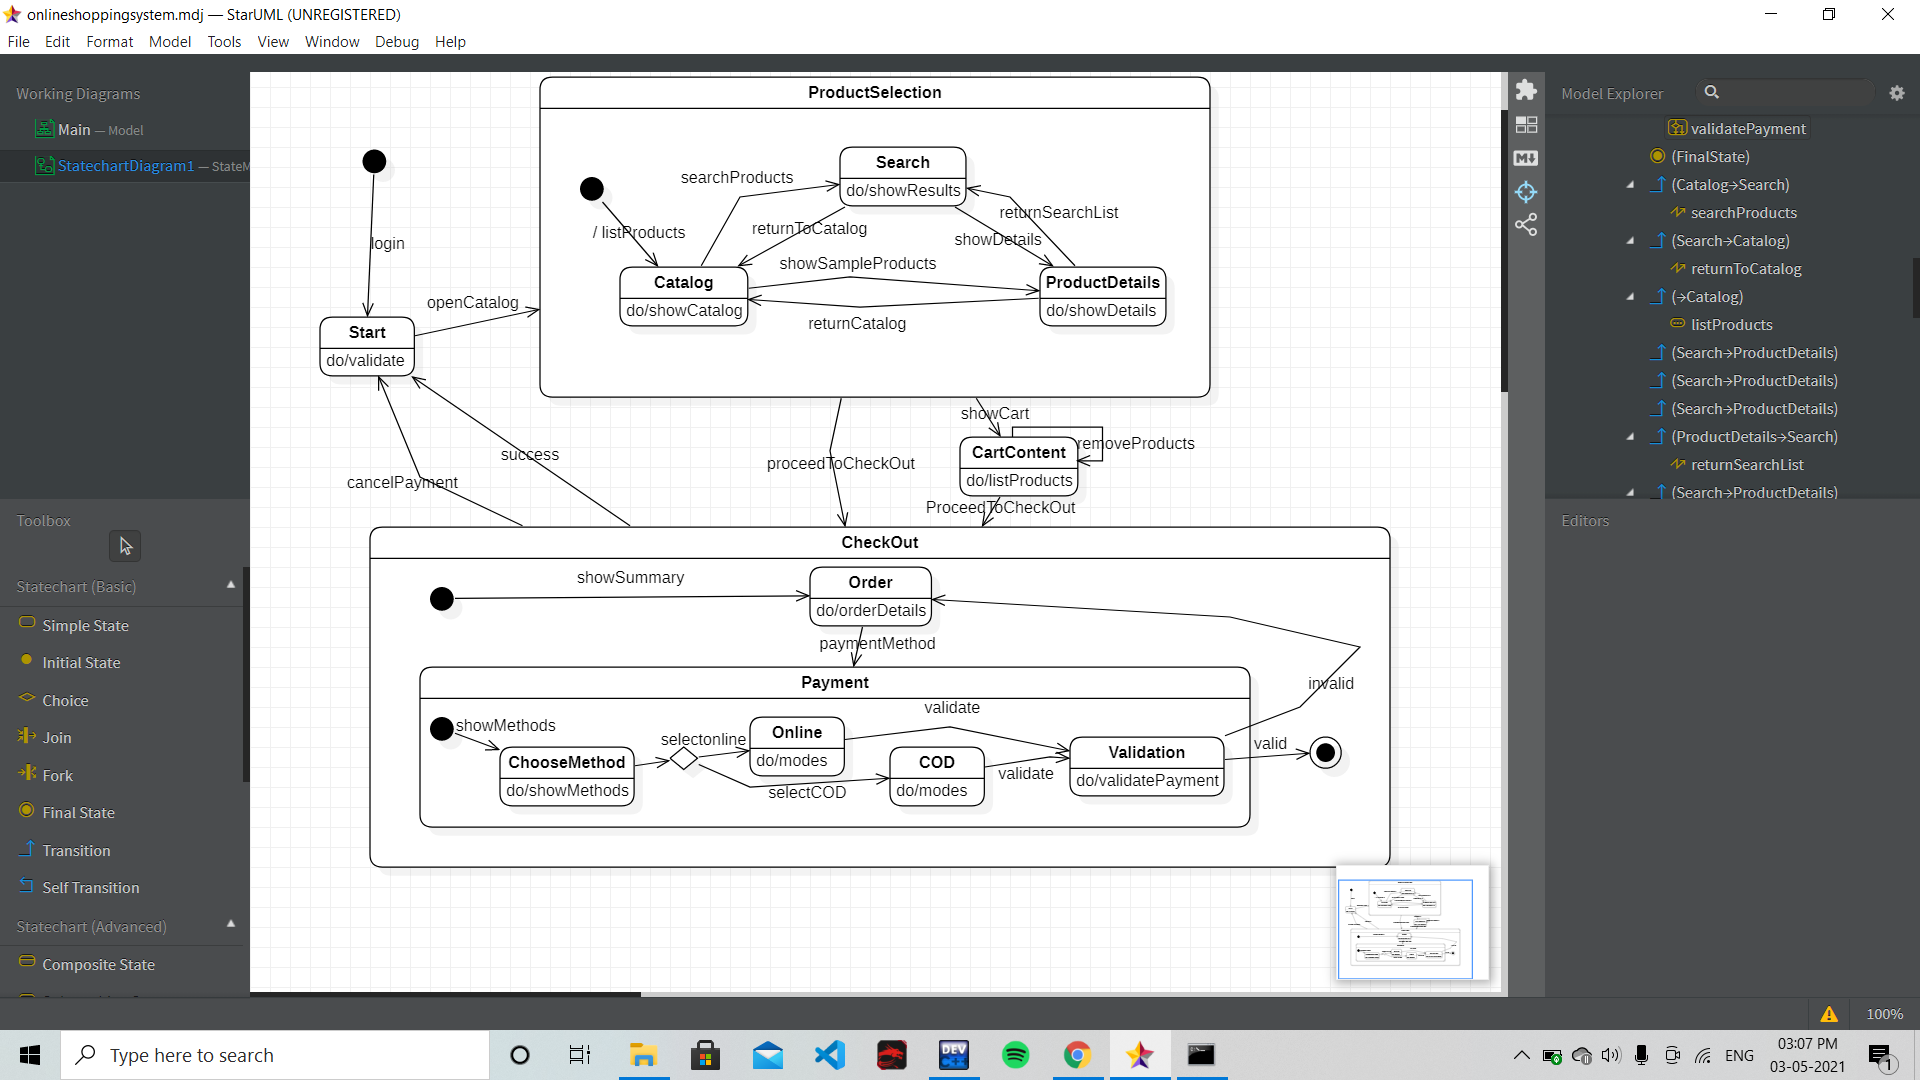 onlineshoppingsystem.mdj — StarUML (UNREGISTERED)
File Edit Format Model Tools View Window Debug Help
Working Diagrams
Main — Model
StatechartDiagram1 — StateM
Toolbox
Statechart (Basic)
Simple State
Initial State
Choice
Join
Fork
Final State
Transition
Self Transition
Statechart (Advanced)
Composite State
ProductSelection
login
Start
do/validate
openCatalog
/ listProducts
searchProducts
Search
do/showResults
returnToCatalog
returnSearchList
showDetails
showSampleProducts
Catalog
do/showCatalog
ProductDetails
do/showDetails
returnCatalog
showCart
CartContent
do/listProducts
removeProducts
proceedToCheckOut
ProceedToCheckOut
success
cancelPayment
CheckOut
showSummary
Order
do/orderDetails
paymentMethod
Payment
showMethods
ChooseMethod
do/showMethods
selectonline
Online
do/modes
selectCOD
COD
do/modes
validate
validate
Validation
do/validatePayment
invalid
valid
M
Model Explorer
validatePayment
(FinalState)
(Catalog→Search)
searchProducts
(Search→Catalog)
returnToCatalog
(→Catalog)
listProducts
(Search→ProductDetails)
(Search→ProductDetails)
(Search→ProductDetails)
(ProductDetails→Search)
returnSearchList
(Search→ProductDetails)
Editors
100%
Type here to search
DEV
C++
ENG
03:07 PM
03-05-2021
1